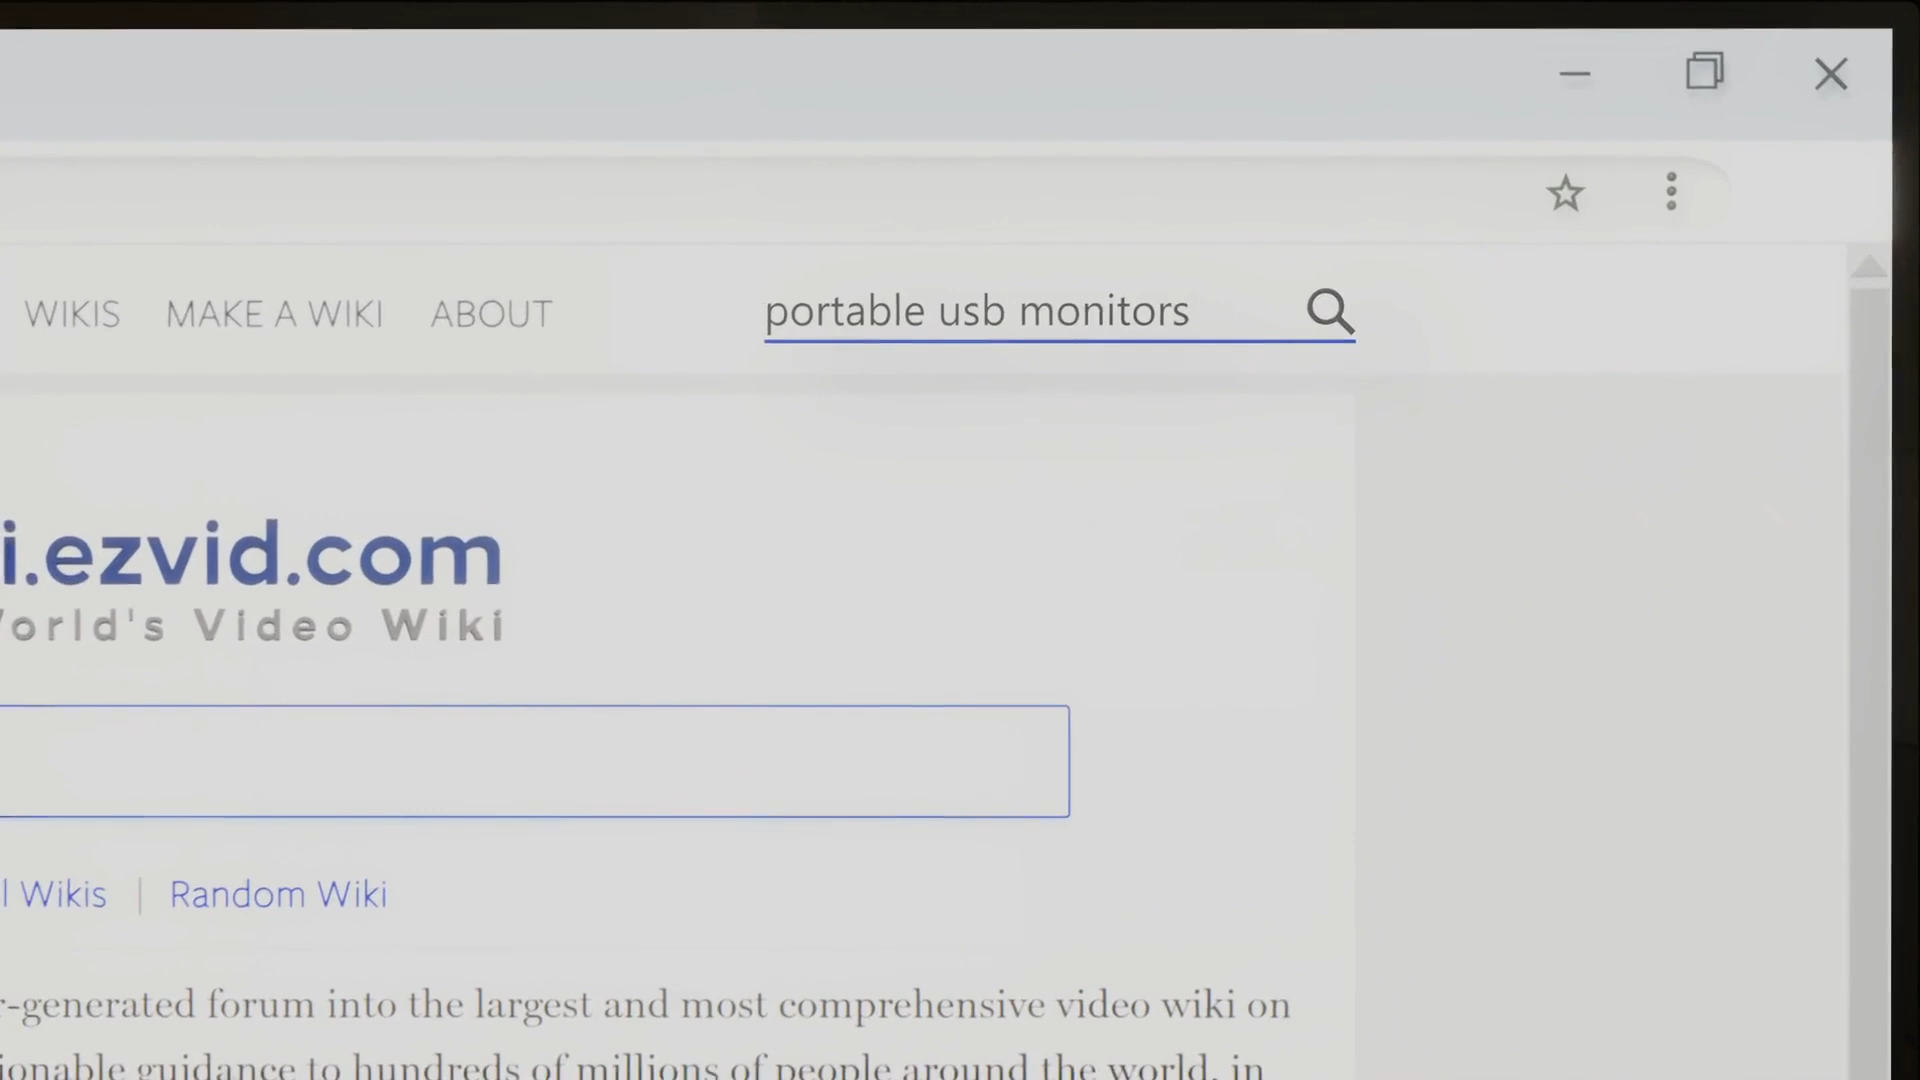 WIKIS MAKE A WIKI ABOUT portable usb monitors
i.ezvid.com
World's Video Wiki
l Wikis | Random Wiki
r-generated forum into the largest and most comprehensive video wiki on
ionable guidance to hundreds of millions of people around the world, in